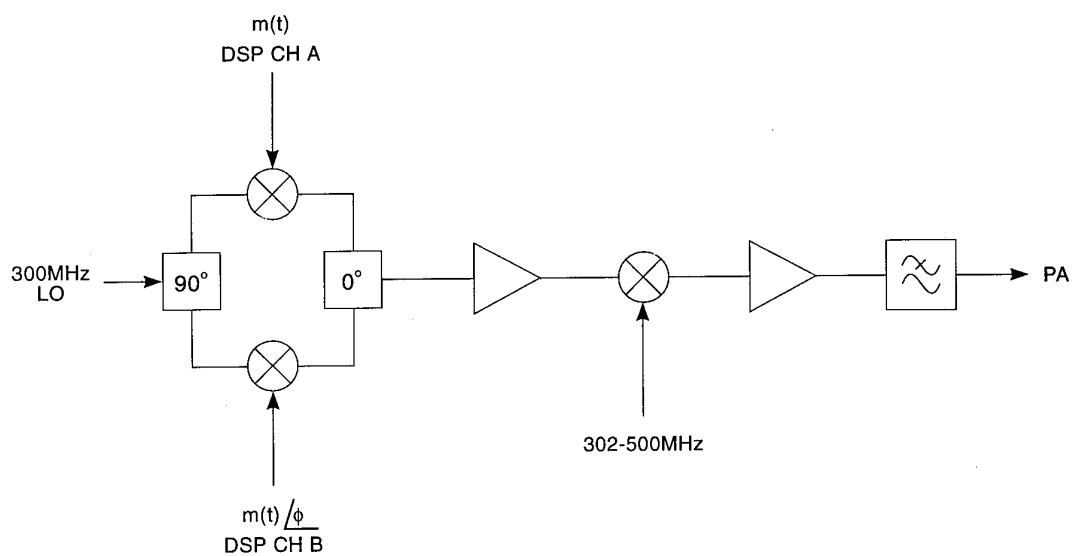 m(t)
DSP CH A
300MHz
LO
90°
0°
PA
302-500MHz
m(t) /ϕ
DSP CH B